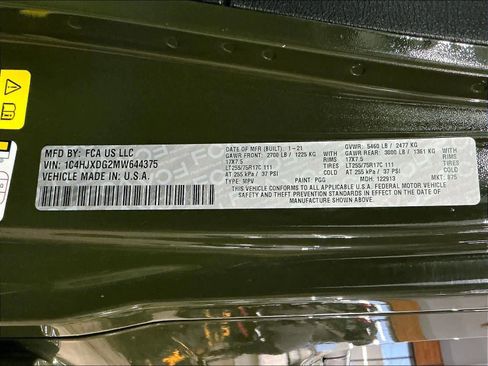 MFD BY: FCA US LLC
VIN: 1C4HJXDG2MW644375
VEHICLE MADE IN: U.S.A.
DATE OF MFR (BUILT): 1-21 GVWR: 5460 LB / 2477 KG
GAWR FRONT: 2700 LB / 1225 KG WITH GAWR REAR: 3000 LB / 1361 KG WITH
17X7.5 RIMS 17X7.5 RIMS
LT255/75R17C 111 TIRES LT255/75R17C 111 TIRES
AT 255 kPa / 37 PSI COLD AT 255 kPa / 37 PSI COLD
TYPE: MPV PAINT: PGG MDH: 122913 MKT: 875
THIS VEHICLE CONFORMS TO ALL APPLICABLE U.S.A. FEDERAL MOTOR VEHICLE
SAFETY AND THEFT PREVENTION STANDARDS IN EFFECT ON THE DATE OF
MANUFACTURE SHOWN ABOVE.